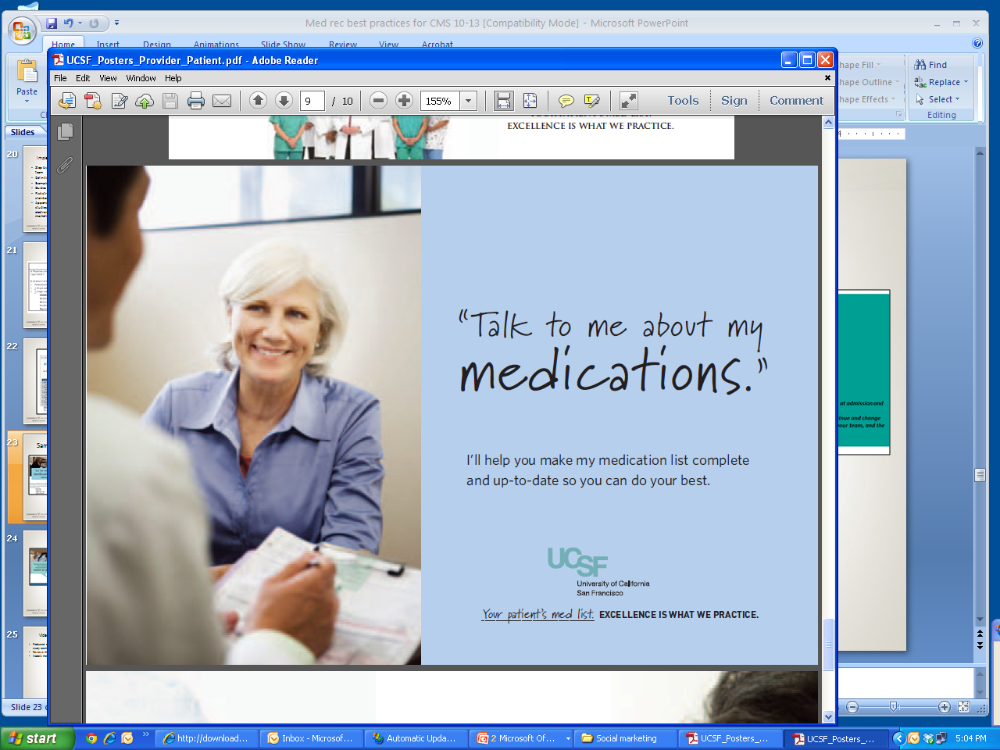 Med rec best practices for CMS 10-13 [Compatibility Mode] - Microsoft PowerPoint
Home Insert Design Animations Slide Show Review View Acrobat
UCSF_Posters_Provider_Patient.pdf - Adobe Reader
File Edit View Window Help
9 / 10 155% Tools Sign Comment
Paste
Slides
hape Fill
hape Outline
hape Effects
Find
Replace
Select
Editing
EXCELLENCE IS WHAT WE PRACTICE.
“Talk to me about my
medications.”
I’ll help you make my medication list complete
and up-to-date so you can do your best.
UCSF
University of California
San Francisco
Your patient’s med list. EXCELLENCE IS WHAT WE PRACTICE.
20
21
22
23
24
25
at admission and
tinue and change
your team, and the
Slide 23
start http://download... Inbox - Microsof... Automatic Upda... 2 Microsoft Of... Social marketing UCSF_Posters_... UCSF_Posters_... 5:04 PM